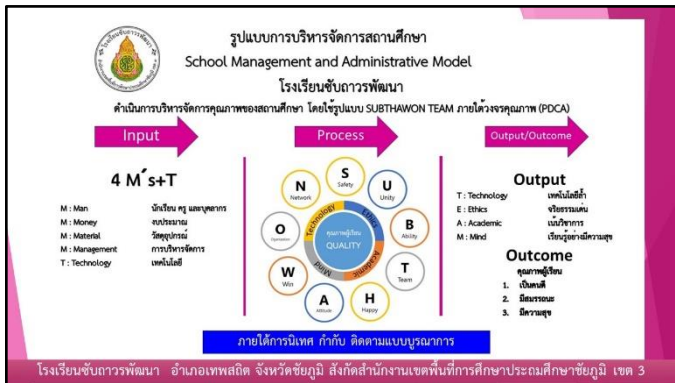 รูปแบบการบริหารจัดการสถานศึกษา
School Management and Administrative Model
โรงเรียนซับถาวรพัฒนา
ดำเนินการบริหารจัดการคุณภาพของสถานศึกษา โดยใช้รูปแบบ SUBTHAWON TEAM ภายใต้วงจรคุณภาพ (PDCA)
Input
Process
Output/Outcome
4 M's+T
M : Man นักเรียน ครู และบุคลากร
M : Money งบประมาณ
M : Material วัสดุอุปกรณ์
M : Management การบริหารจัดการ
T : Technology เทคโนโลยี
S
Safety
U
Unity
B
Ability
T
Team
H
Happy
A
Attitude
W
Win
O
Operation
N
Network
Technology
Ethics
Academic
Mind
คุณภาพผู้เรียน
QUALITY
Output
T : Technology เทคโนโลยีล้ำ
E : Ethics จริยธรรมเด่น
A : Academic เน้นวิชาการ
M : Mind เรียนรู้อย่างมีความสุข
Outcome
คุณภาพผู้เรียน
1. เป็นคนดี
2. มีสมรรถนะ
3. มีความสุข
ภายใต้การนิเทศ กำกับ ติดตามแบบบูรณาการ
โรงเรียนซับถาวรพัฒนา อำเภอเทพสถิต จังหวัดชัยภูมิ สังกัดสำนักงานเขตพื้นที่การศึกษาประถมศึกษาชัยภูมิ เขต 3